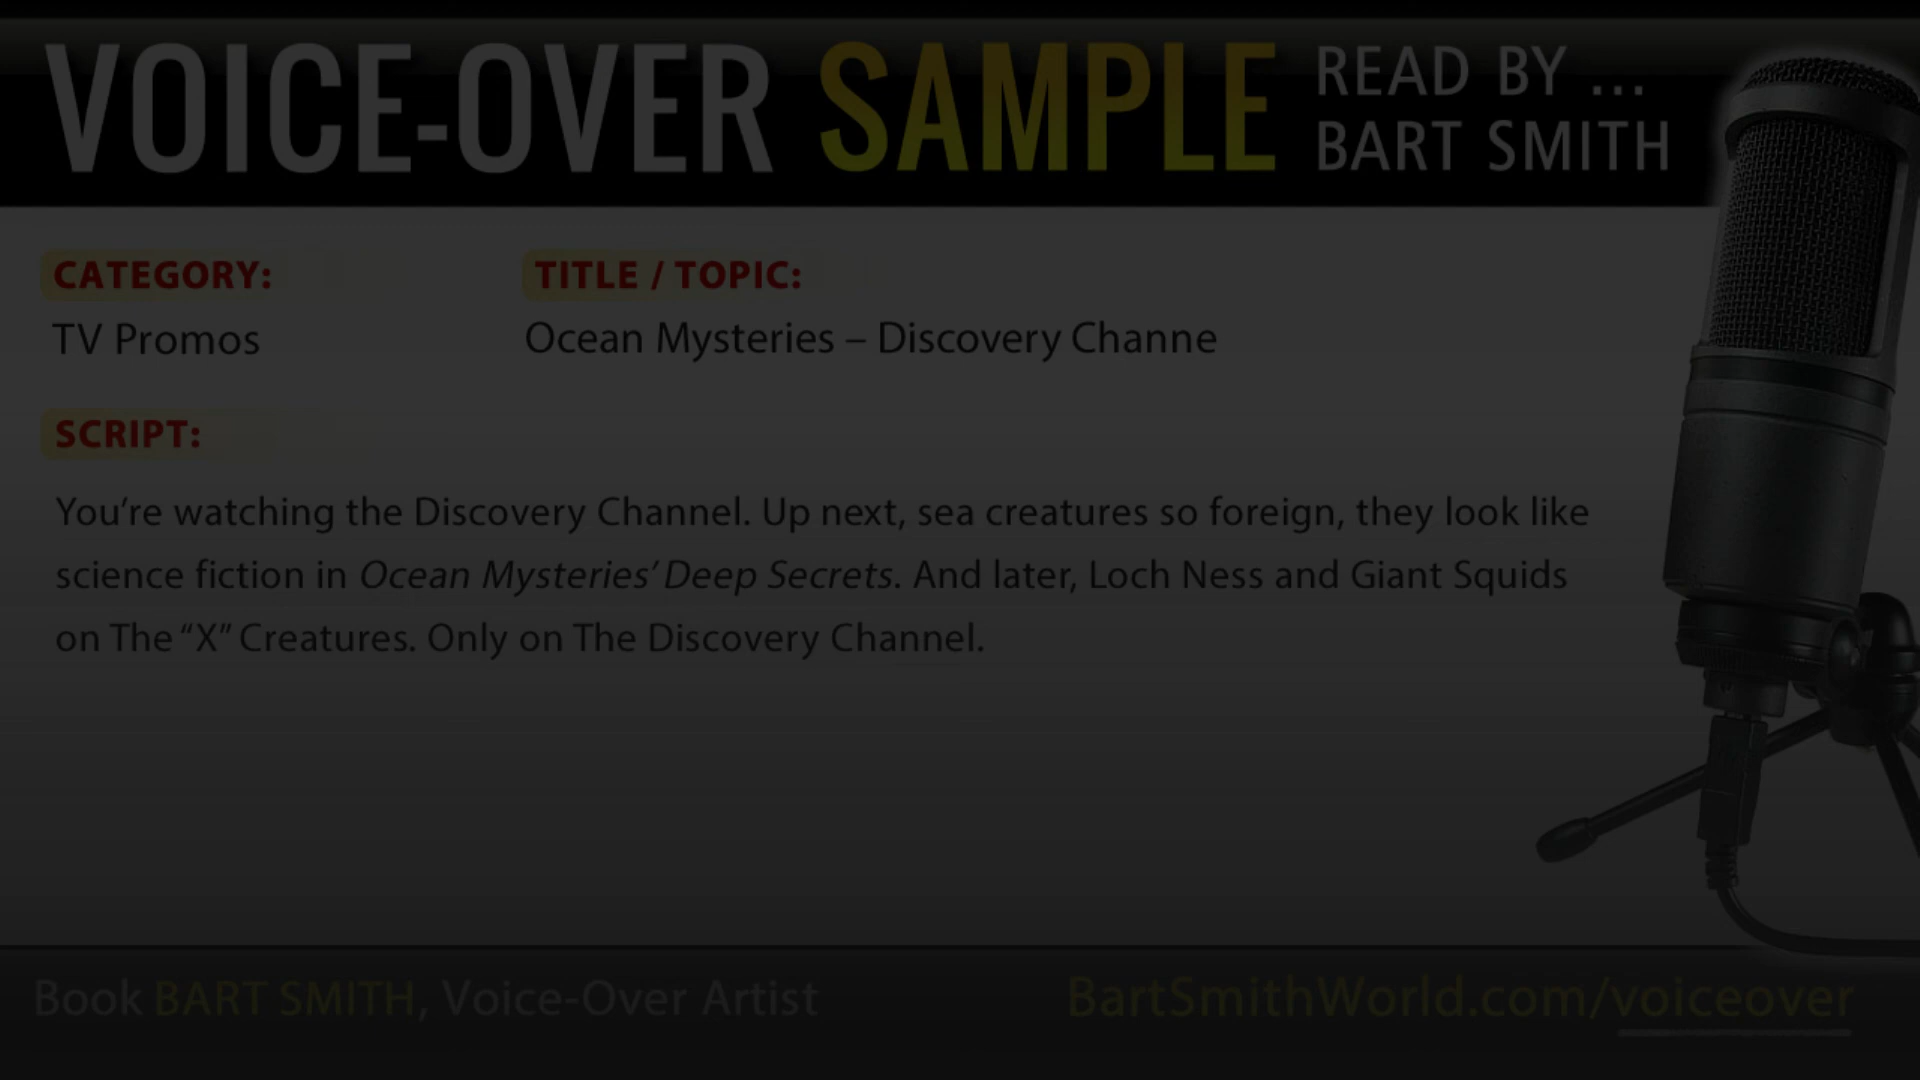 VOICE-OVER SAMPLE READ BY ...
BART SMITH
CATEGORY:
TITLE / TOPIC:
TV Promos
Ocean Mysteries – Discovery Channe
SCRIPT:
You’re watching the Discovery Channel. Up next, sea creatures so foreign, they look like
science fiction in Ocean Mysteries’ Deep Secrets. And later, Loch Ness and Giant Squids
on The “X” Creatures. Only on The Discovery Channel.
Book BART SMITH, Voice-Over Artist
BartSmithWorld.com/voiceover